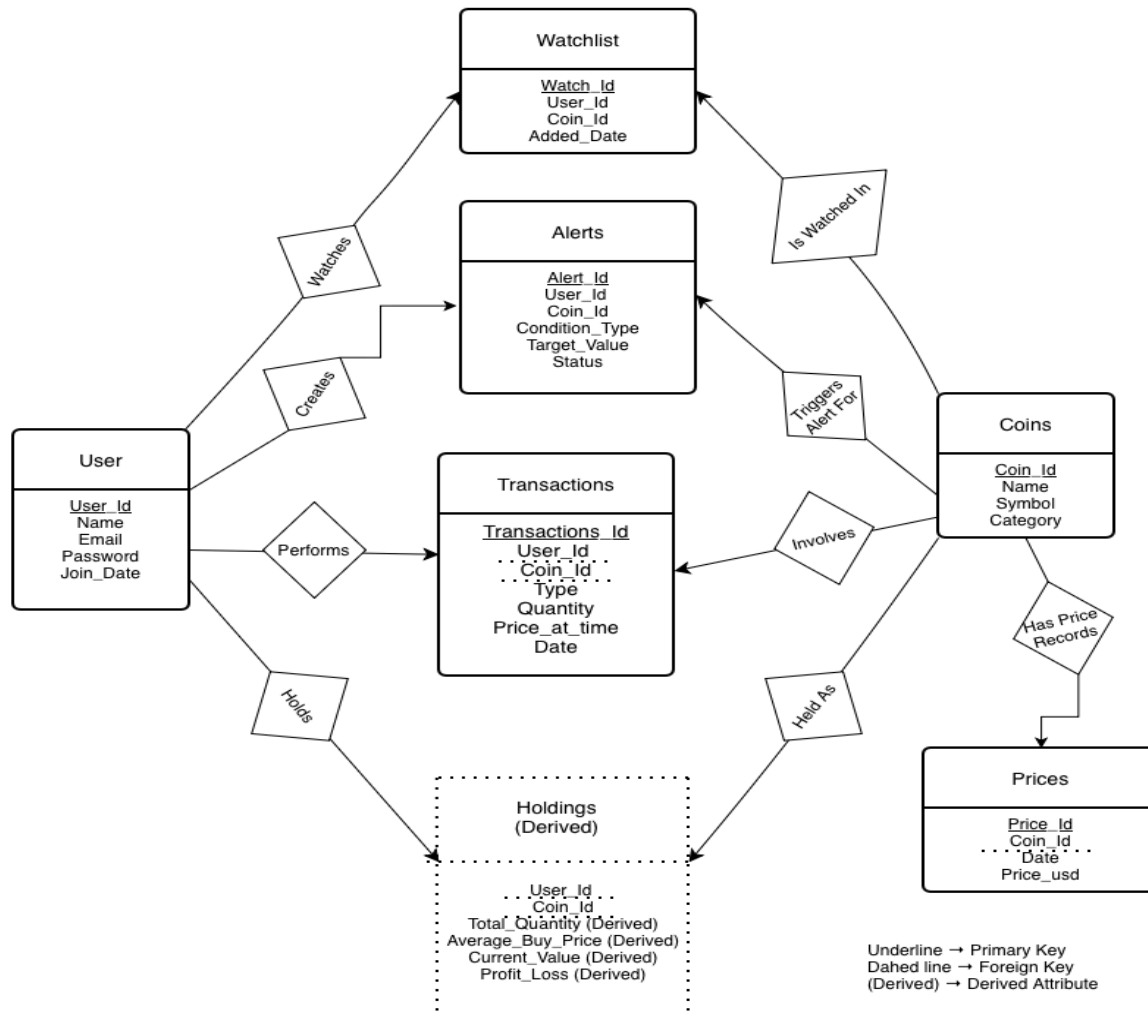 Watchlist
Watch_Id
User_Id
Coin_Id
Added_Date
Is Watched In
Watches
Alerts
Alert_Id
User_Id
Coin_Id
Condition_Type
Target_Value
Status
Creates
Triggers
Alert For
User
User_Id
Name
Email
Password
Join_Date
Coins
Coin_Id
Name
Symbol
Category
Transactions
Transactions_Id
User_Id
Coin_Id
Type
Quantity
Price_at_time
Date
Performs
Involves
Has Price
Records
Holds
Held As
Holdings
(Derived)
User_Id
Coin_Id
Total_Quantity (Derived)
Average_Buy_Price (Derived)
Current_Value (Derived)
Profit_Loss (Derived)
Prices
Price_Id
Coin_Id
Date
Price_usd
Underline → Primary Key
Dahed line → Foreign Key
(Derived) → Derived Attribute